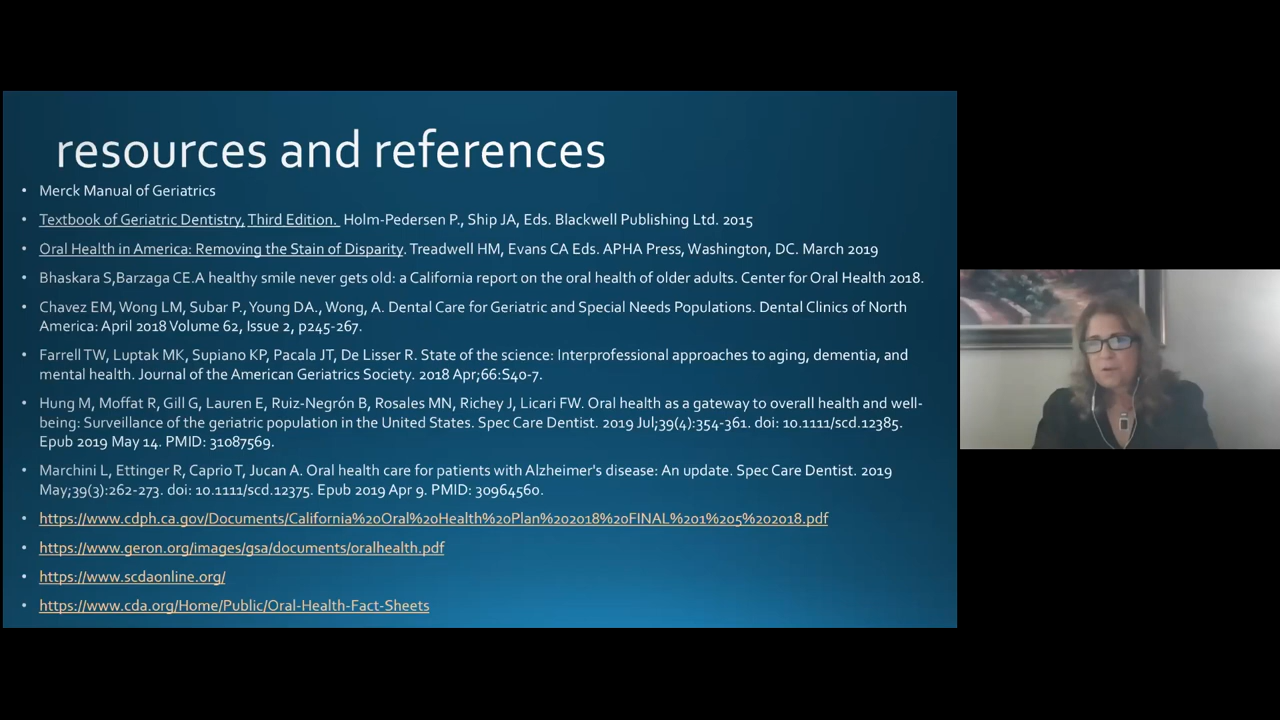 resources and references
• Merck Manual of Geriatrics
• Textbook of Geriatric Dentistry, Third Edition. Holm-Pedersen P., Ship JA, Eds. Blackwell Publishing Ltd. 2015
• Oral Health in America: Removing the Stain of Disparity. Treadwell HM, Evans CA Eds. APHA Press, Washington, DC. March 2019
• Bhaskara S,Barzaga CE.A healthy smile never gets old: a California report on the oral health of older adults. Center for Oral Health 2018.
• Chavez EM, Wong LM, Subar P.,Young DA., Wong, A. Dental Care for Geriatric and Special Needs Populations. Dental Clinics of North
America: April 2018 Volume 62, Issue 2, p245-267.
• Farrell TW, Luptak MK, Supiano KP, Pacala JT, De Lisser R. State of the science: Interprofessional approaches to aging, dementia, and
mental health. Journal of the American Geriatrics Society. 2018 Apr;66:S40-7.
• Hung M, Moffat R, Gill G, Lauren E, Ruiz-Negrón B, Rosales MN, Richey J, Licari FW. Oral health as a gateway to overall health and well-
being: Surveillance of the geriatric population in the United States. Spec Care Dentist. 2019 Jul;39(4):354-361. doi: 10.1111/scd.12385.
Epub 2019 May 14. PMID: 31087569.
• Marchini L, Ettinger R, Caprio T, Jucan A. Oral health care for patients with Alzheimer's disease: An update. Spec Care Dentist. 2019
May;39(3):262-273. doi: 10.1111/scd.12375. Epub 2019 Apr 9. PMID: 30964560.
• https://www.cdph.ca.gov/Documents/California%20Oral%20Health%20Plan%202018%20FINAL%201%205%202018.pdf
• https://www.geron.org/images/gsa/documents/oralhealth.pdf
• https://www.scdaonline.org/
• https://www.cda.org/Home/Public/Oral-Health-Fact-Sheets